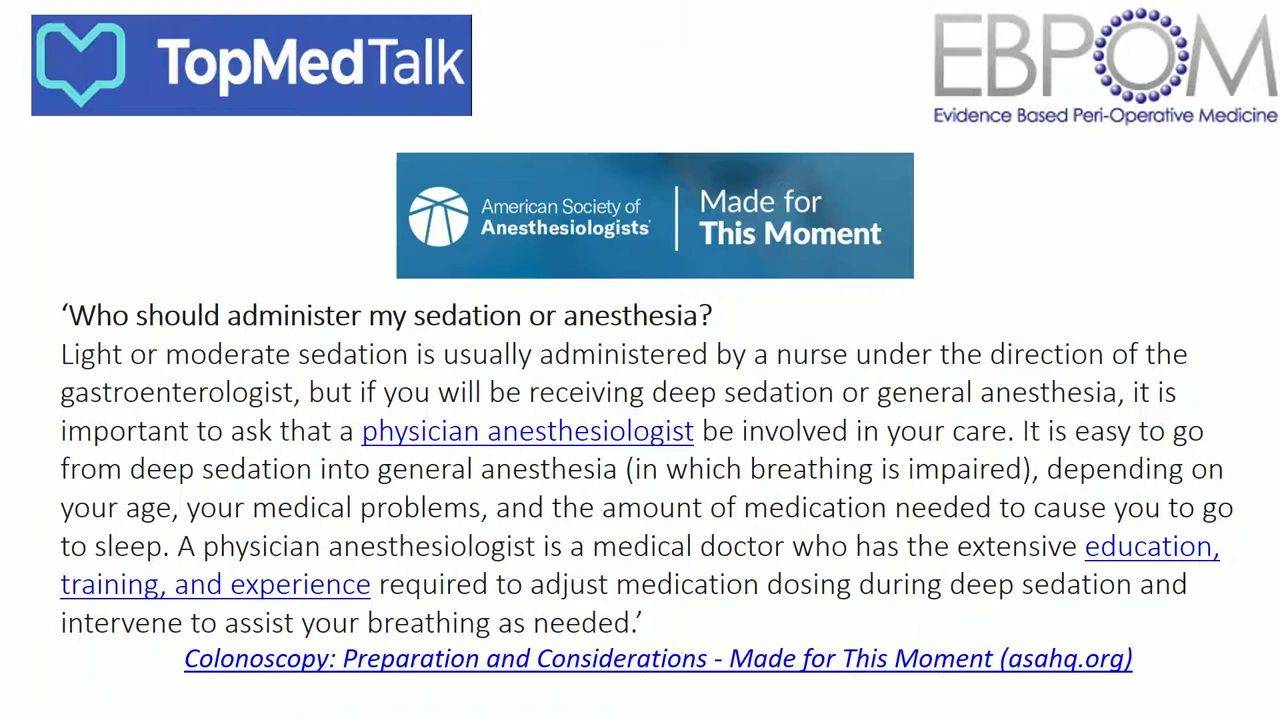 TopMedTalk
EBPOM
Evidence Based Peri-Operative Medicine
American Society of
Anesthesiologists®
Made for
This Moment
‘Who should administer my sedation or anesthesia?
Light or moderate sedation is usually administered by a nurse under the direction of the
gastroenterologist, but if you will be receiving deep sedation or general anesthesia, it is
important to ask that a physician anesthesiologist be involved in your care. It is easy to go
from deep sedation into general anesthesia (in which breathing is impaired), depending on
your age, your medical problems, and the amount of medication needed to cause you to go
to sleep. A physician anesthesiologist is a medical doctor who has the extensive education,
training, and experience required to adjust medication dosing during deep sedation and
intervene to assist your breathing as needed.’
Colonoscopy: Preparation and Considerations - Made for This Moment (asahq.org)